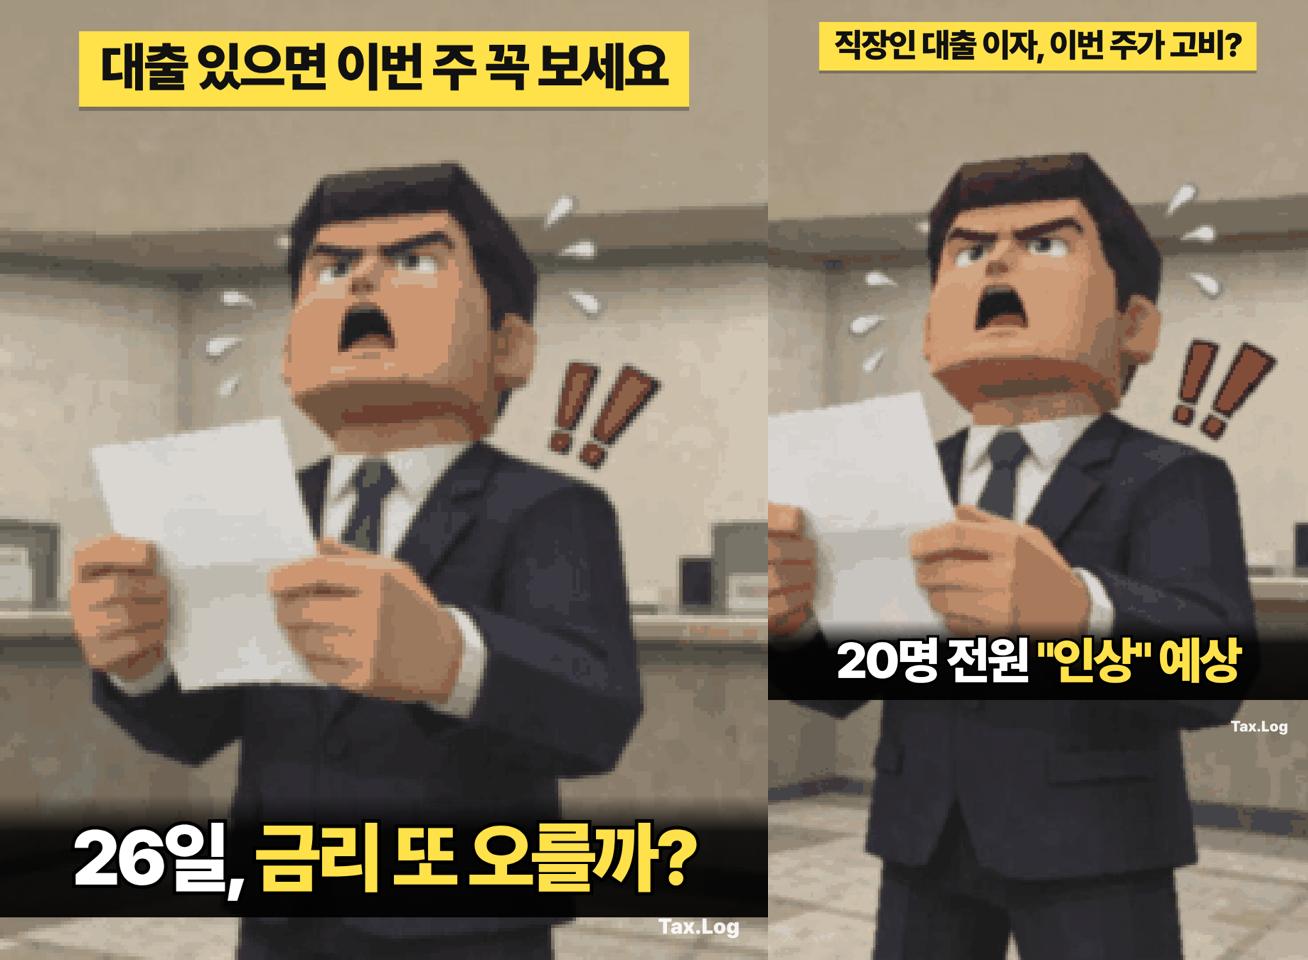 대출 있으면 이번 주 꼭 보세요
26일, 금리 또 오를까?
Tax.Log
직장인 대출 이자, 이번 주가 고비?
20명 전원 "인상" 예상
Tax.Log